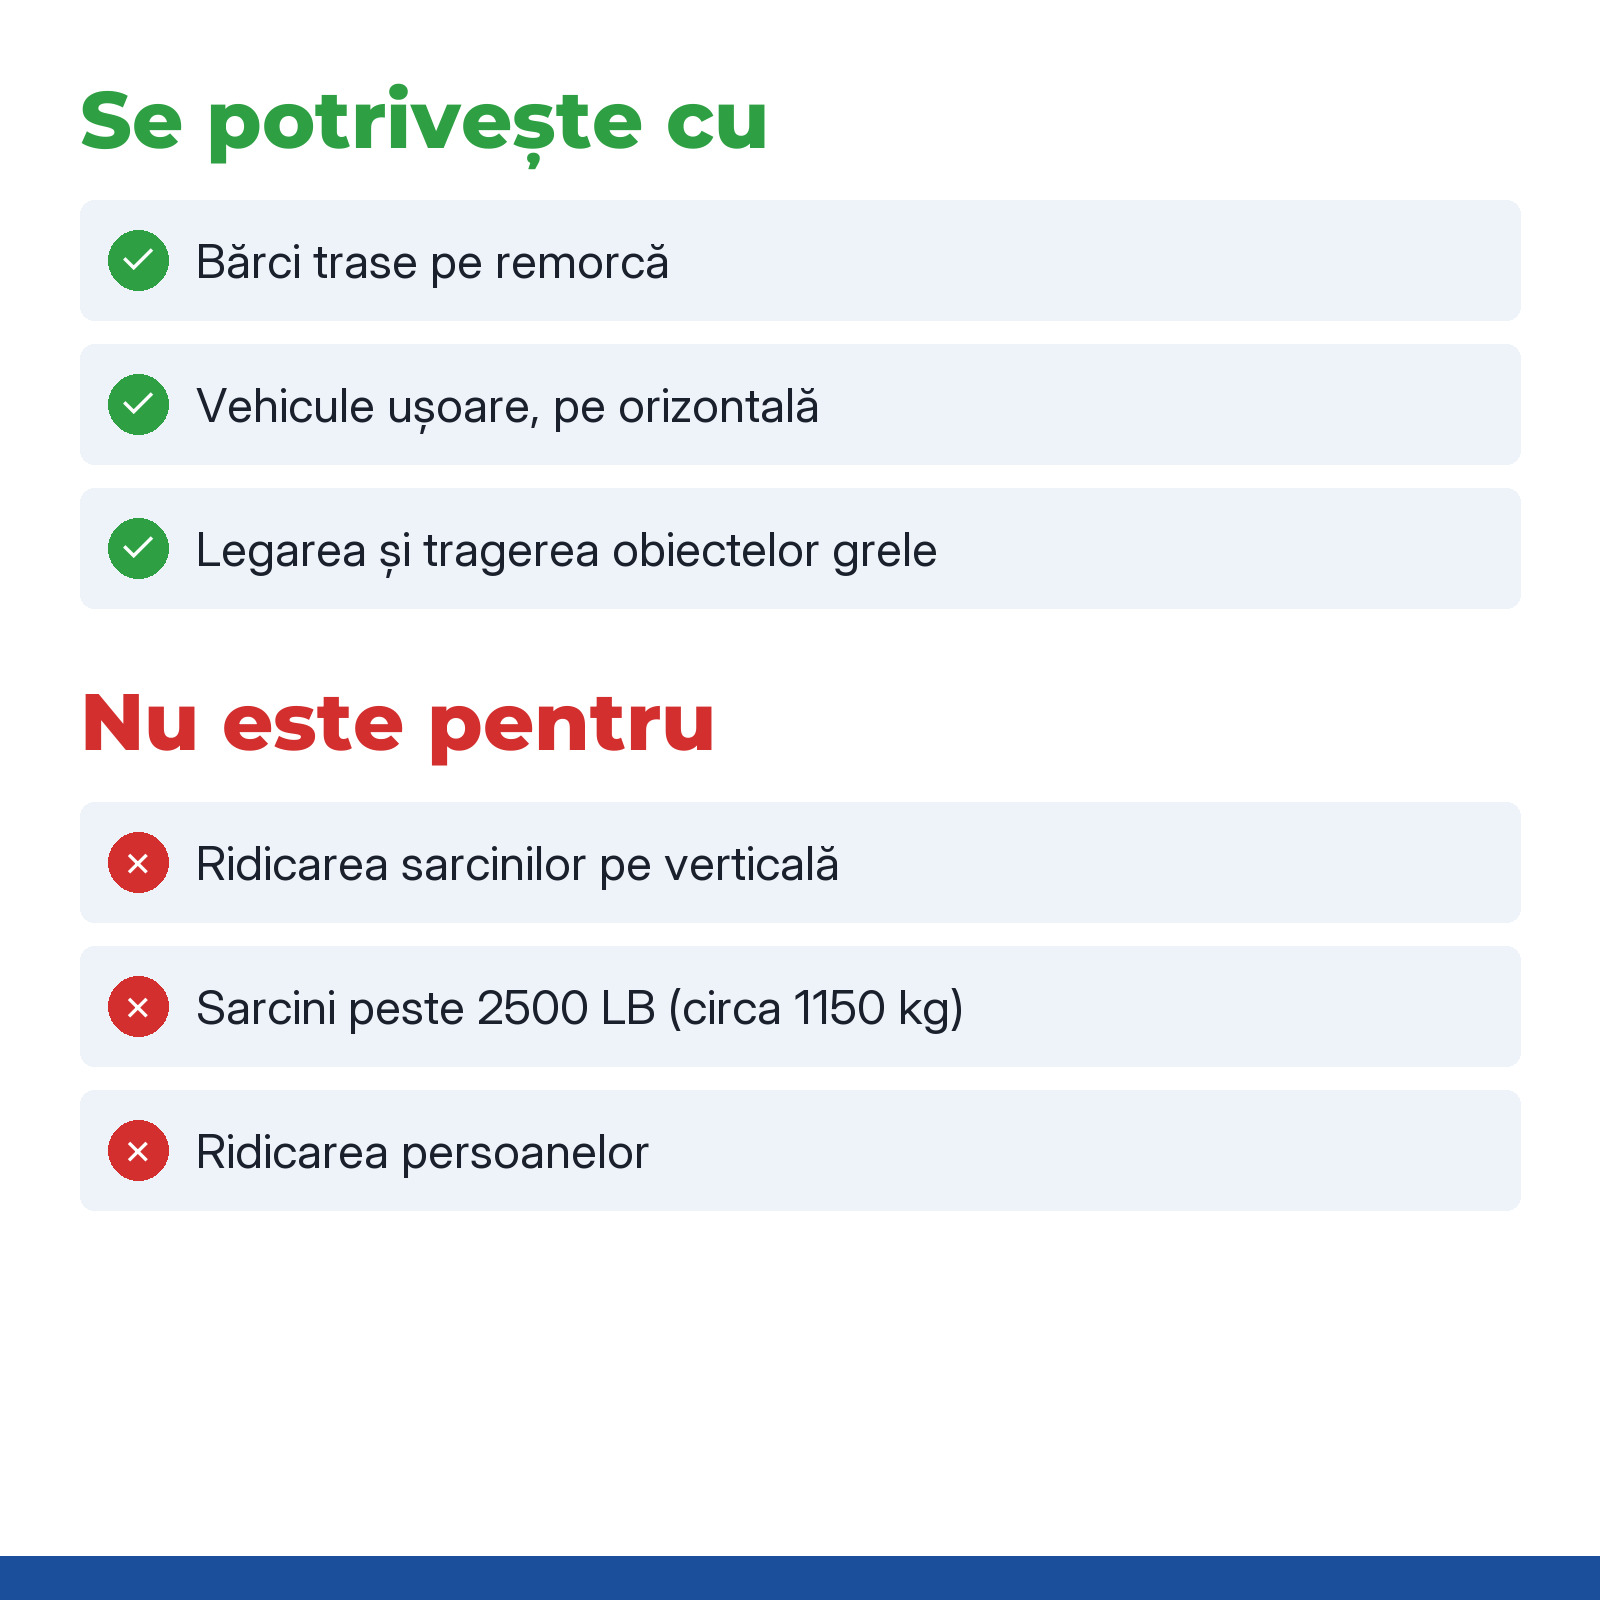 Se potrivește cu
Bărci trase pe remorcă
Vehicule ușoare, pe orizontală
Legarea și tragerea obiectelor grele
Nu este pentru
Ridicarea sarcinilor pe verticală
Sarcini peste 2500 LB (circa 1150 kg)
Ridicarea persoanelor